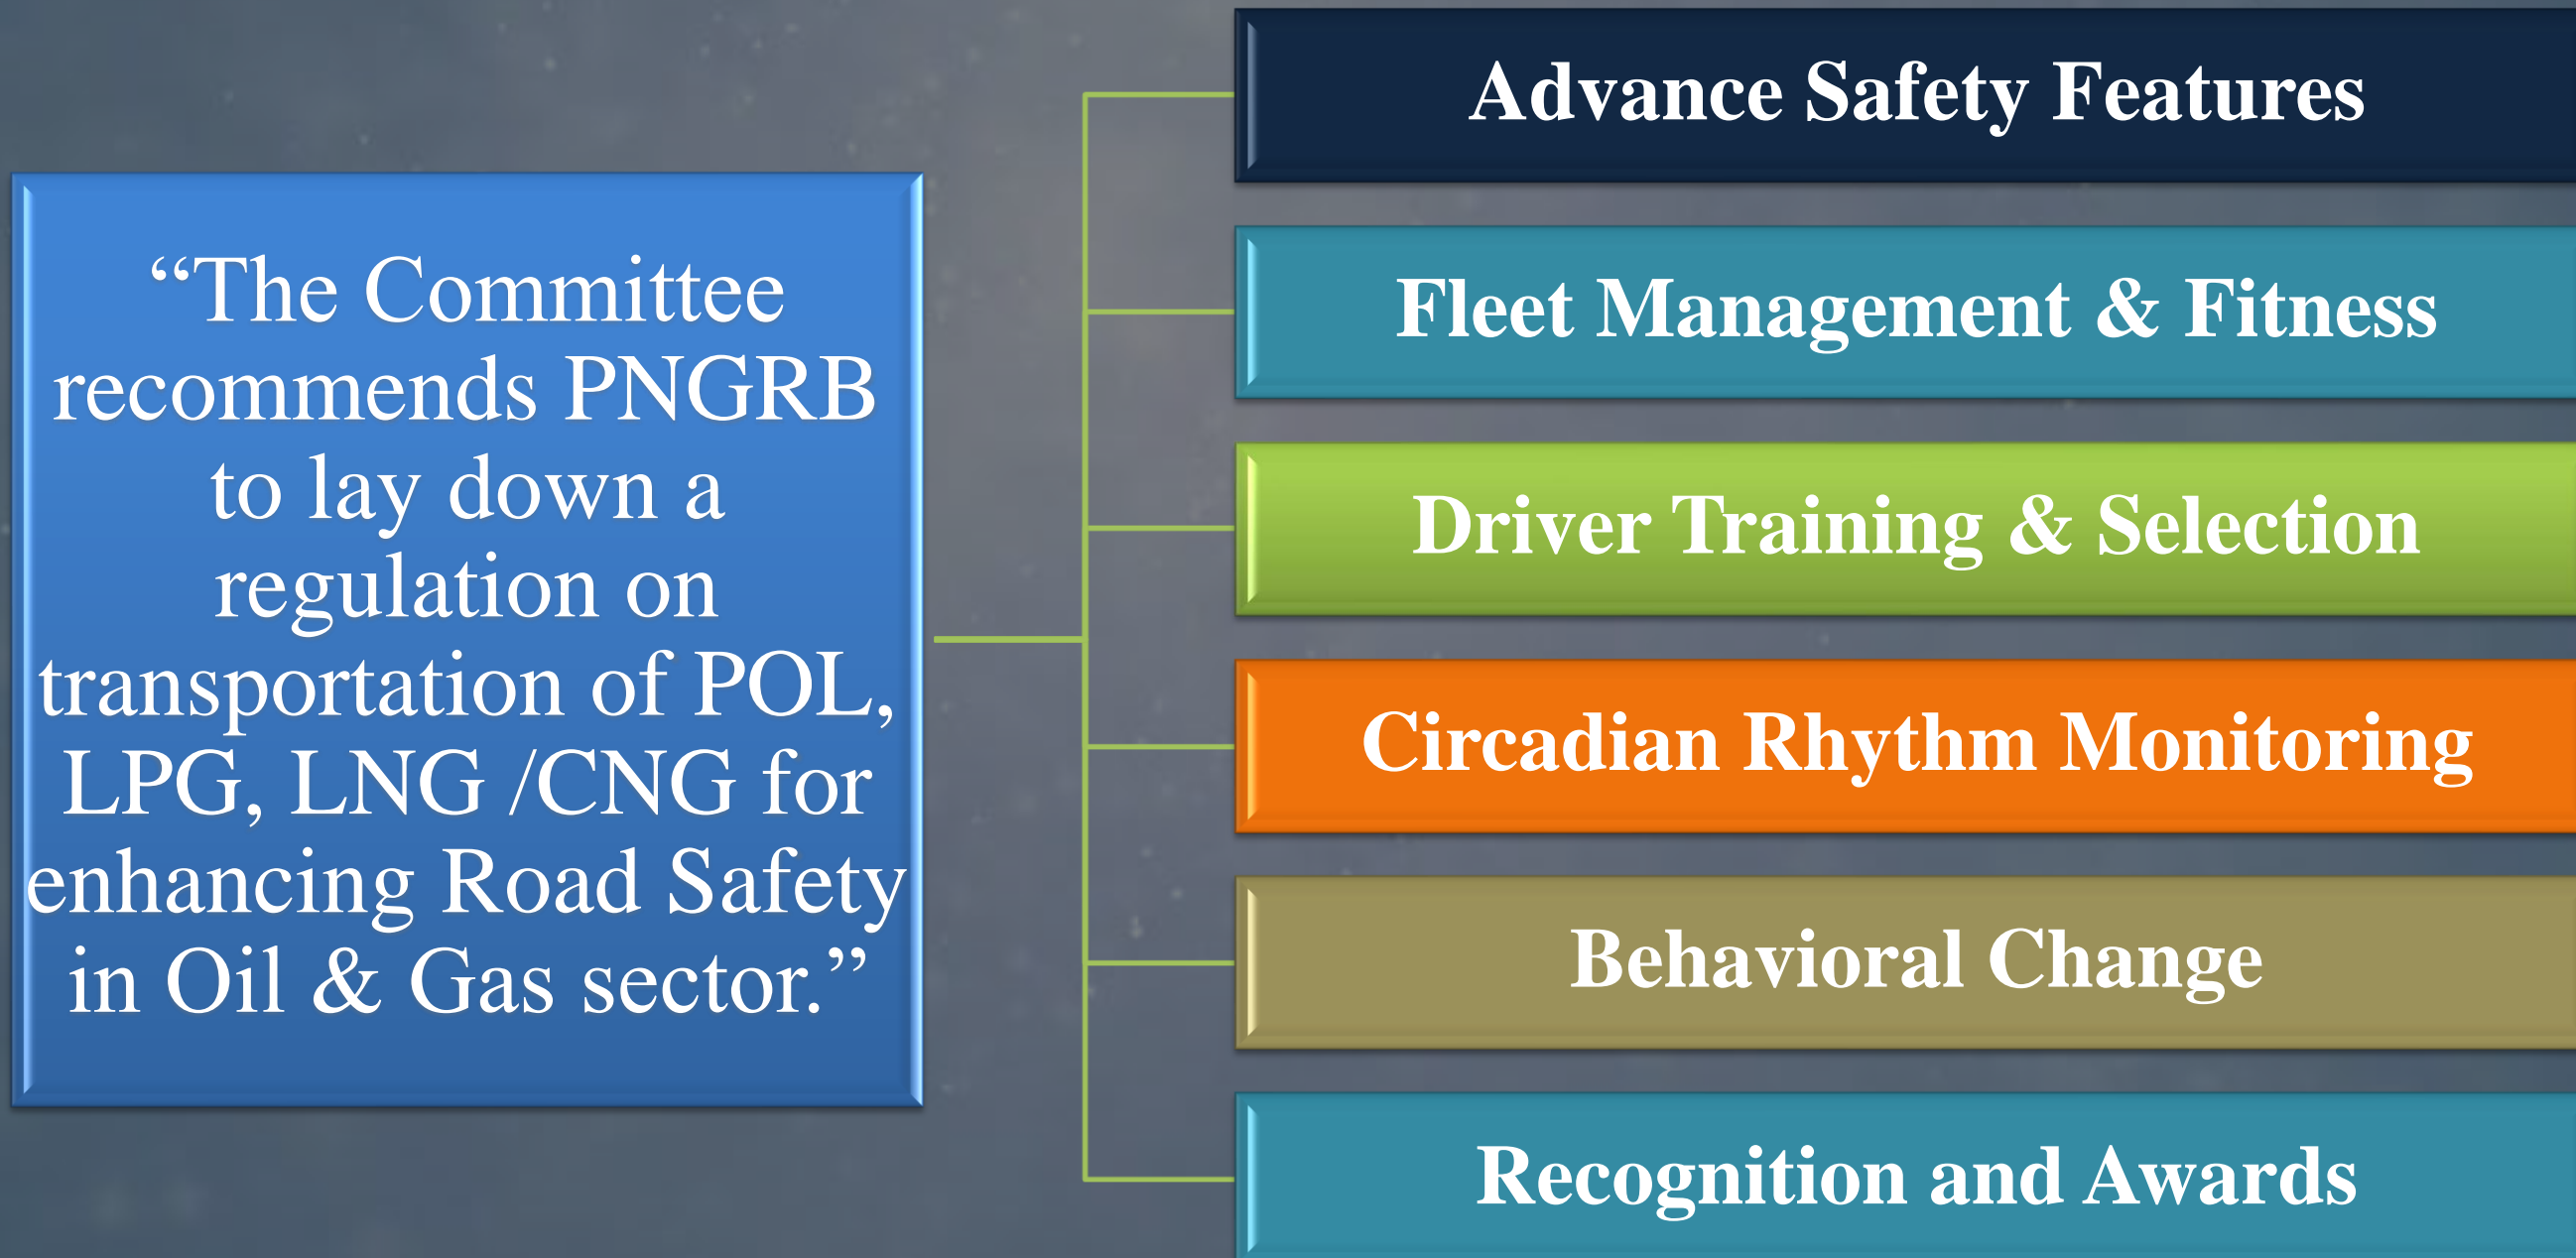 “The Committee
recommends PNGRB
to lay down a
regulation on
transportation of POL,
LPG, LNG /CNG for
enhancing Road Safety
in Oil & Gas sector.”
Advance Safety Features
Fleet Management & Fitness
Driver Training & Selection
Circadian Rhythm Monitoring
Behavioral Change
Recognition and Awards